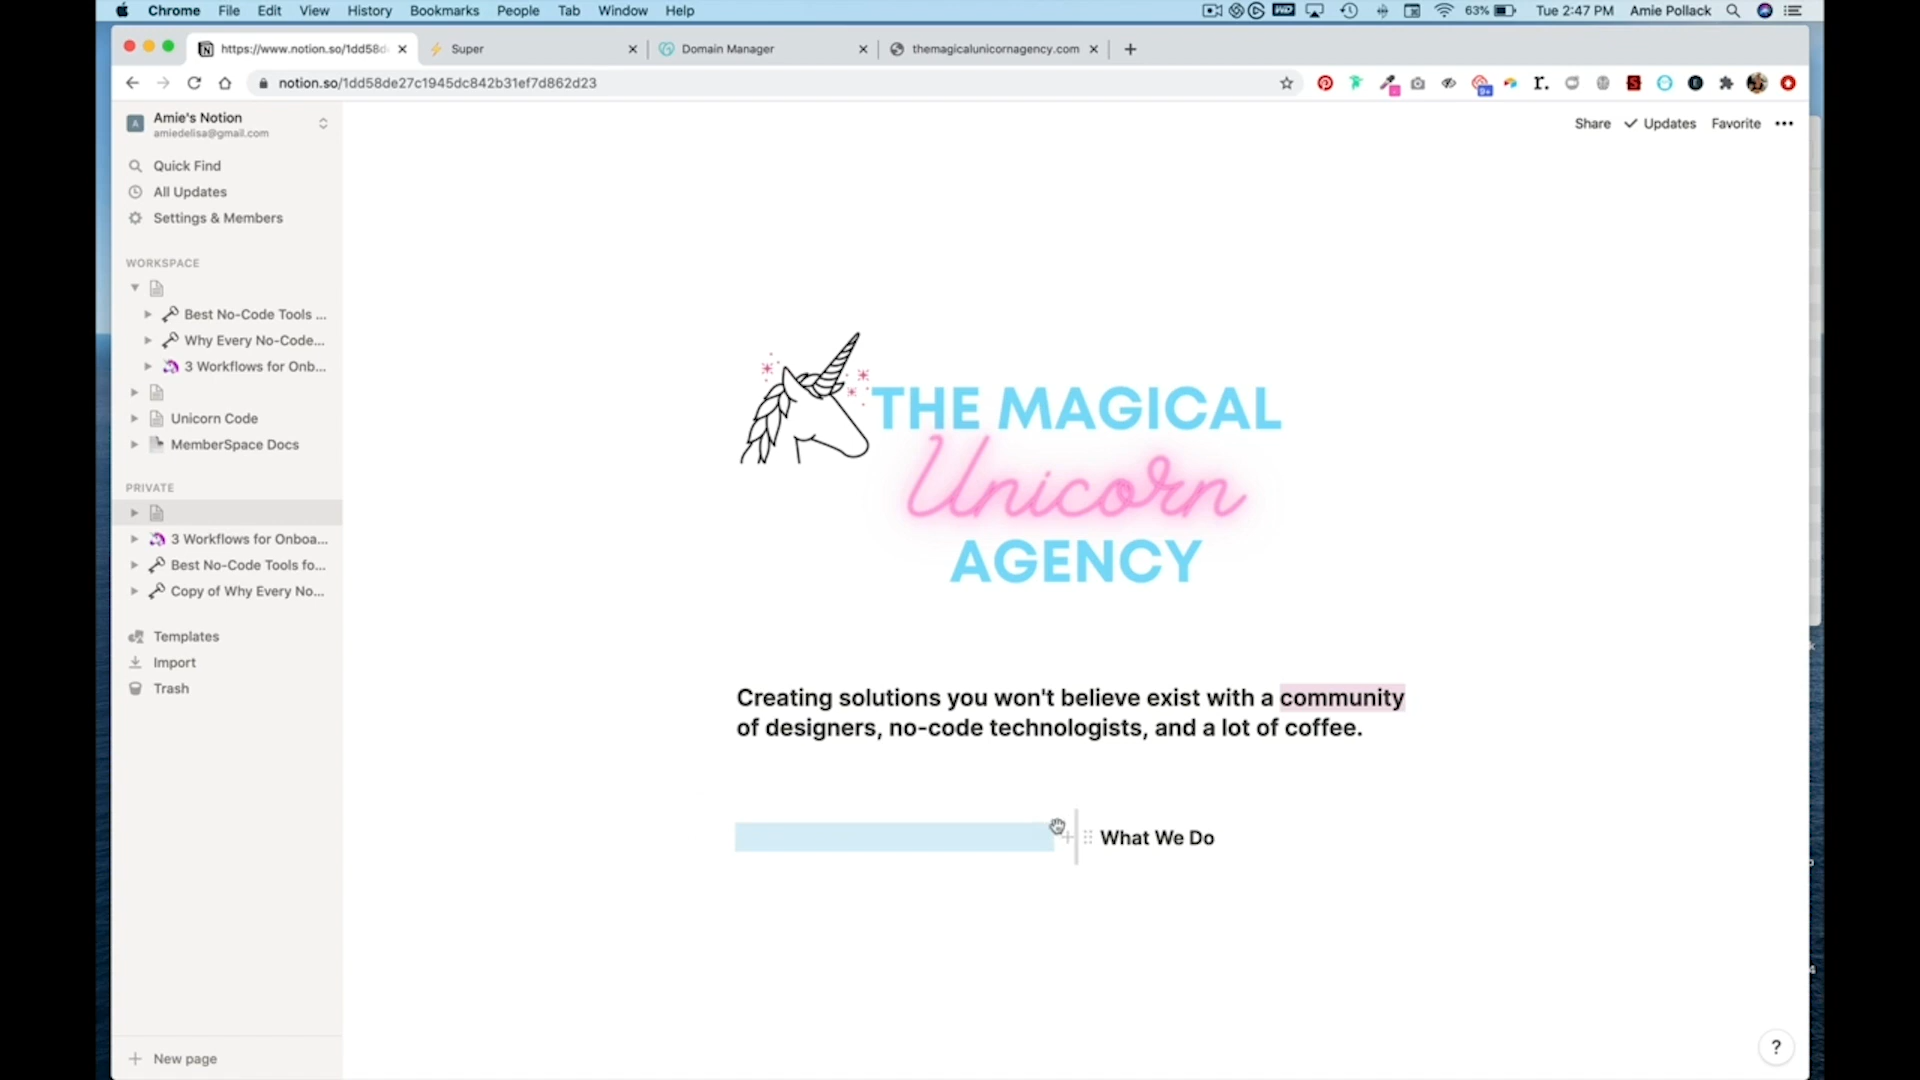 Chrome File Edit View History Bookmarks People Tab Window Help
63% Tue 2:47 PM Amie Pollack
https://www.notion.so/1dd58d
Super
Domain Manager
themagicalunicornagency.com
notion.so/1dd58de27c1945dc842b31ef7d862d23
A
Amie's Notion
amiedelisa@gmail.com
Share
Updates
Favorite
Quick Find
All Updates
Settings & Members
WORKSPACE
Best No-Code Tools ...
Why Every No-Code...
3 Workflows for Onb...
Unicorn Code
MemberSpace Docs
PRIVATE
3 Workflows for Onboa...
Best No-Code Tools fo...
Copy of Why Every No...
Templates
Import
Trash
New page
THE MAGICAL
Unicorn
AGENCY
Creating solutions you won't believe exist with a community
of designers, no-code technologists, and a lot of coffee.
What We Do
?